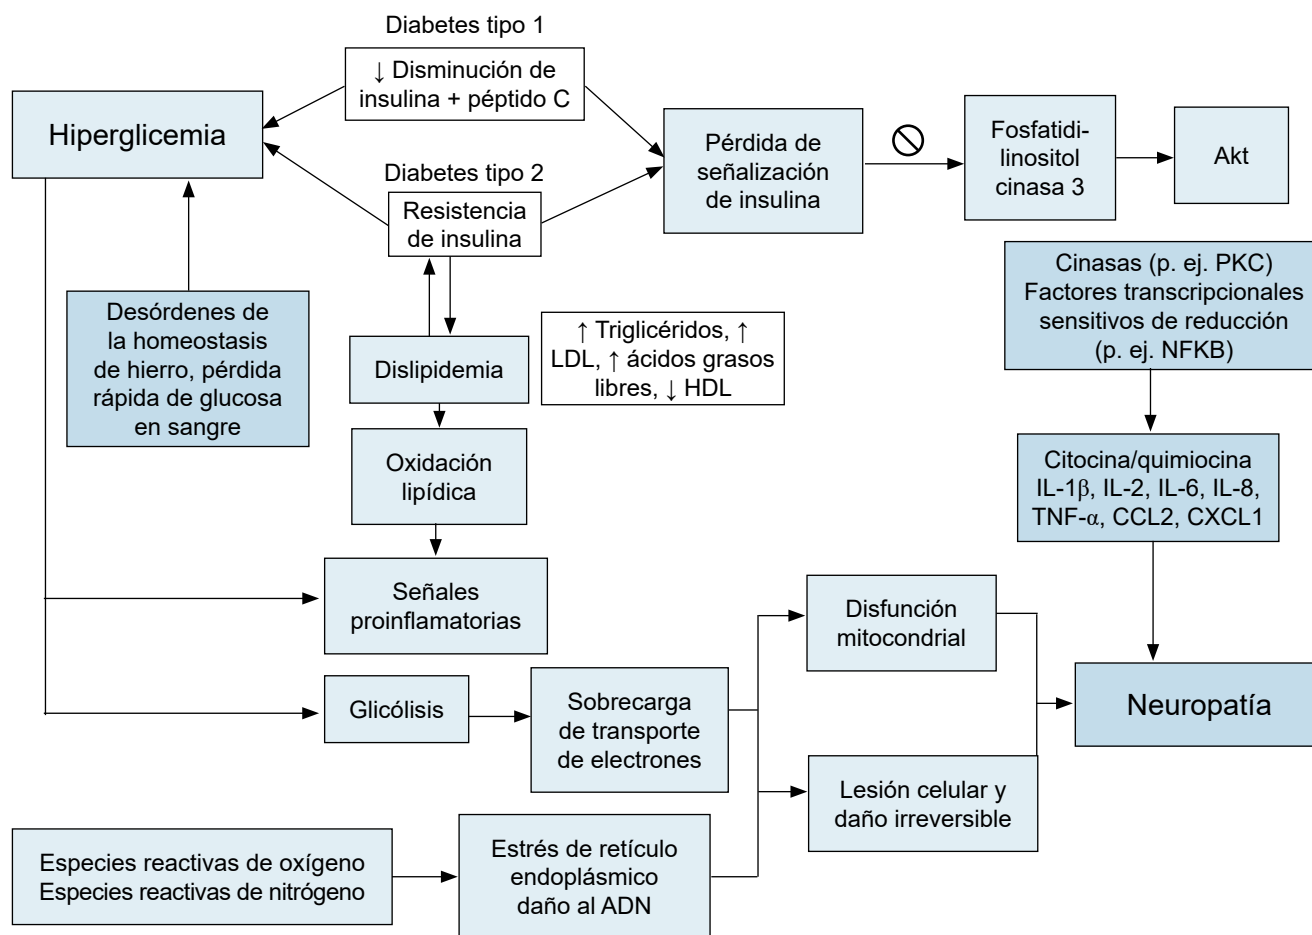 Diabetes tipo 1
↓ Disminución de
insulina + péptido C
Hiperglicemia
Pérdida de
señalización
de insulina
Fosfatidi-
linositol
cinasa 3
Akt
Diabetes tipo 2
Resistencia
de insulina
Desórdenes de
la homeostasis
de hierro, pérdida
rápida de glucosa
en sangre
Dislipidemia
↑ Triglicéridos, ↑
LDL, ↑ ácidos grasos
libres, ↓ HDL
Cinasas (p. ej. PKC)
Factores transcripcionales
sensitivos de reducción
(p. ej. NFKB)
Oxidación
lipídica
Citocina/quimiocina
IL-1β, IL-2, IL-6, IL-8,
TNF-α, CCL2, CXCL1
Señales
proinflamatorias
Disfunción
mitocondrial
Glicólisis
Sobrecarga
de transporte
de electrones
Neuropatía
Lesión celular y
daño irreversible
Especies reactivas de oxígeno
Especies reactivas de nitrógeno
Estrés de retículo
endoplásmico
daño al ADN